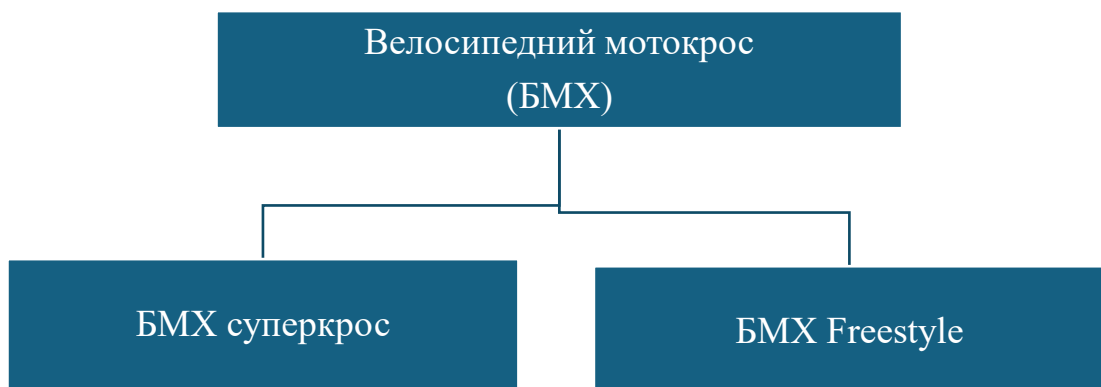 Велосипедний мотокрос
(БМХ)
БМХ суперкрос
БМХ Freestyle